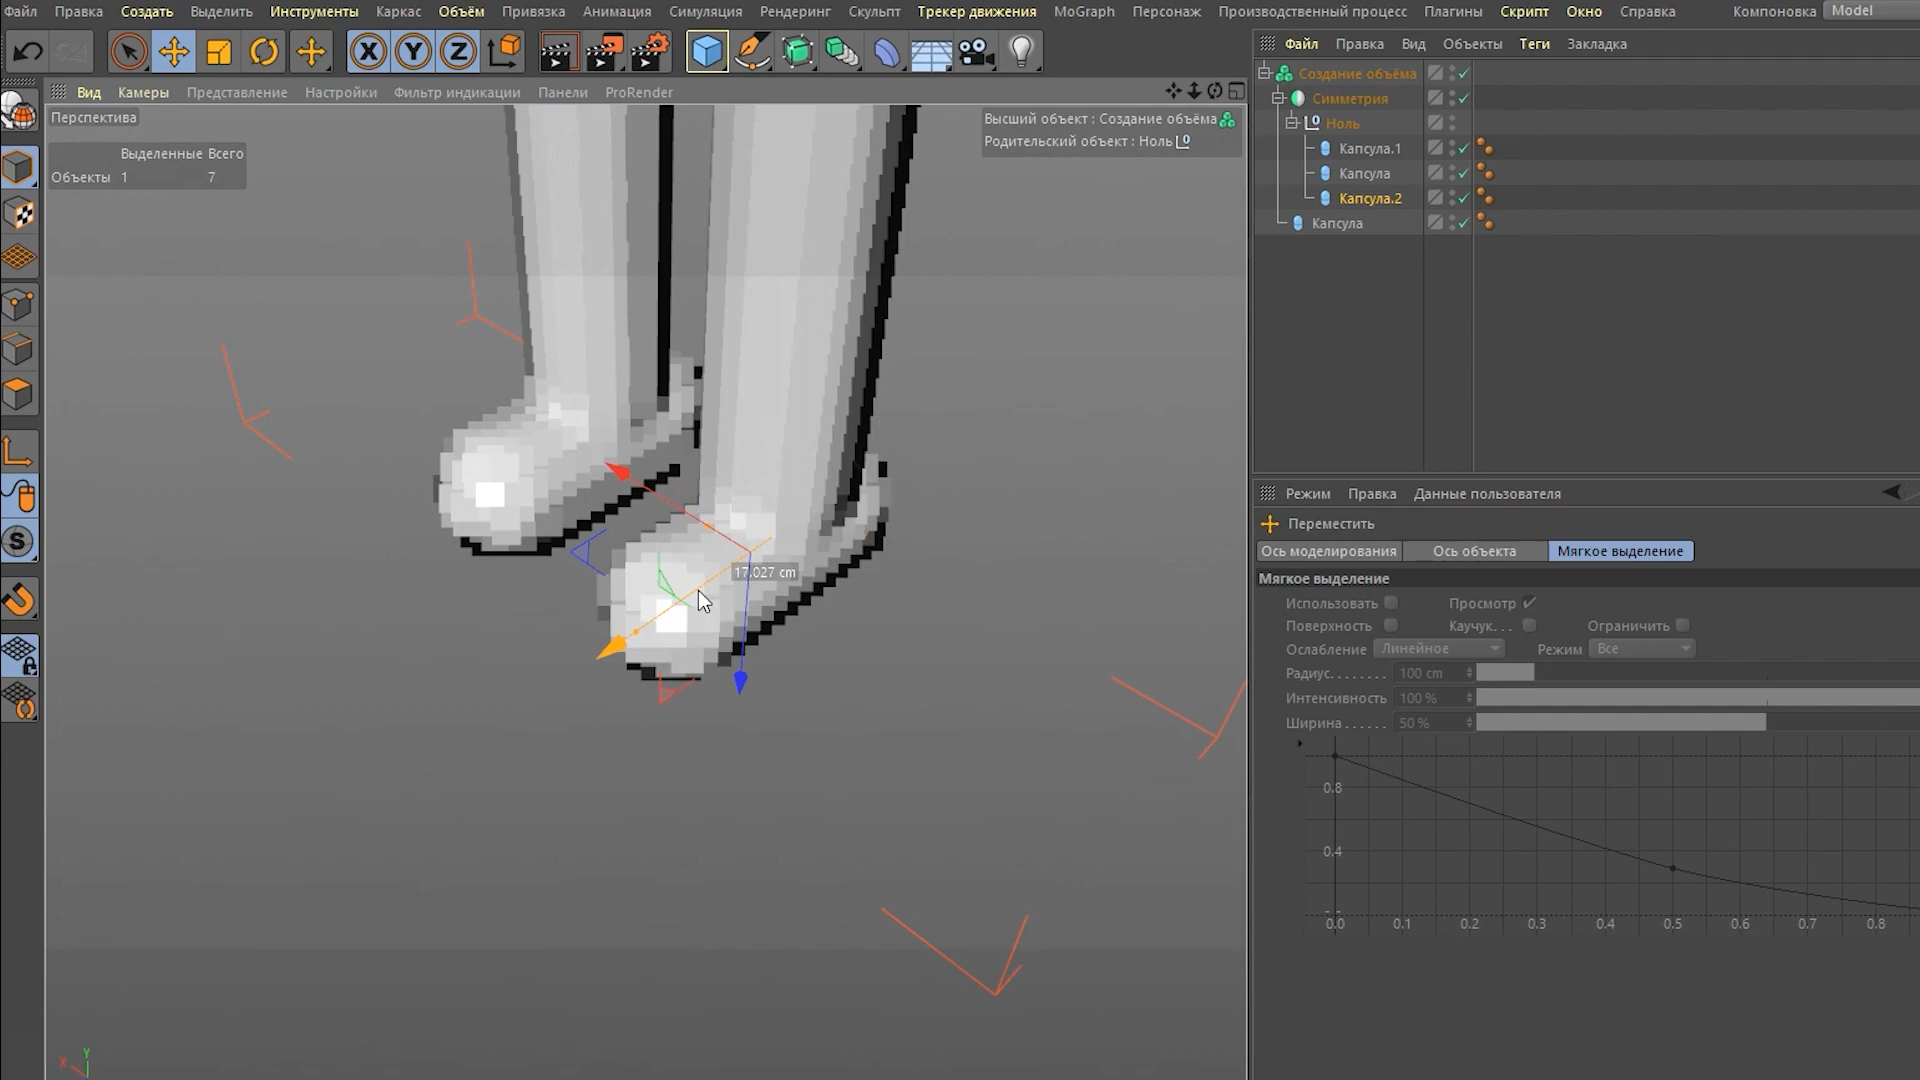 Файл Правка Создать Выделить Инструменты Каркас Объём Привязка Анимация Симуляция Рендеринг Скульпт Трекер движения MoGraph Персонаж Производственный процесс Плагины Скрипт Окно Справка Компоновка Model
X Y Z
Файл Правка Вид Объекты Теги Закладка
Создание объёма
Симметрия
Ноль
Капсула.1
Капсула
Капсула.2
Капсула
Вид Камеры Представление Настройки Фильтр индикации Панели ProRender
Перспектива
Высший объект : Создание объёма
Родительский объект : Ноль
Выделенные Всего
Объекты 1 7
17.027 cm
S
X Y
Режим Правка Данные пользователя
Переместить
Ось моделирования Ось объекта Мягкое выделение
Мягкое выделение
Использовать Просмотр
Поверхность Каучук. . . Ограничить
Ослабление Линейное Режим Все
Радиус. . . . . . . . 100 cm
Интенсивность 100 %
Ширина . . . . . . 50 %
0.8
0.4
0.0 0.1 0.2 0.3 0.4 0.5 0.6 0.7 0.8